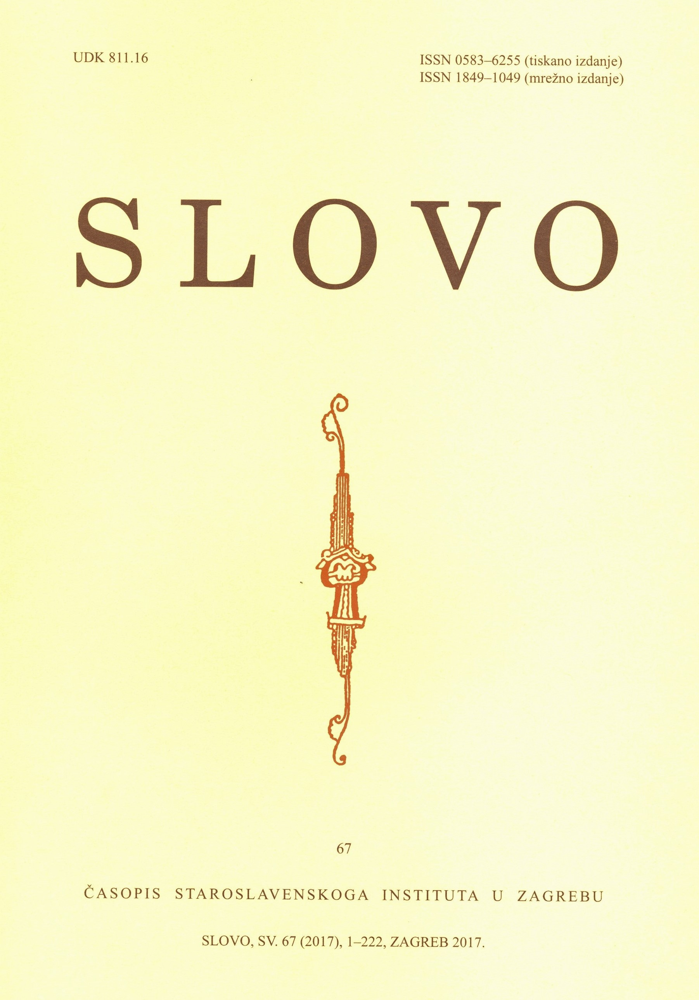 UDK 811.16
ISSN 0583–6255 (tiskano izdanje)
ISSN 1849–1049 (mrežno izdanje)
SLOVO
67
ČASOPIS STAROSLAVENSKOGA INSTITUTA U ZAGREBU
SLOVO, SV. 67 (2017), 1–222, ZAGREB 2017.